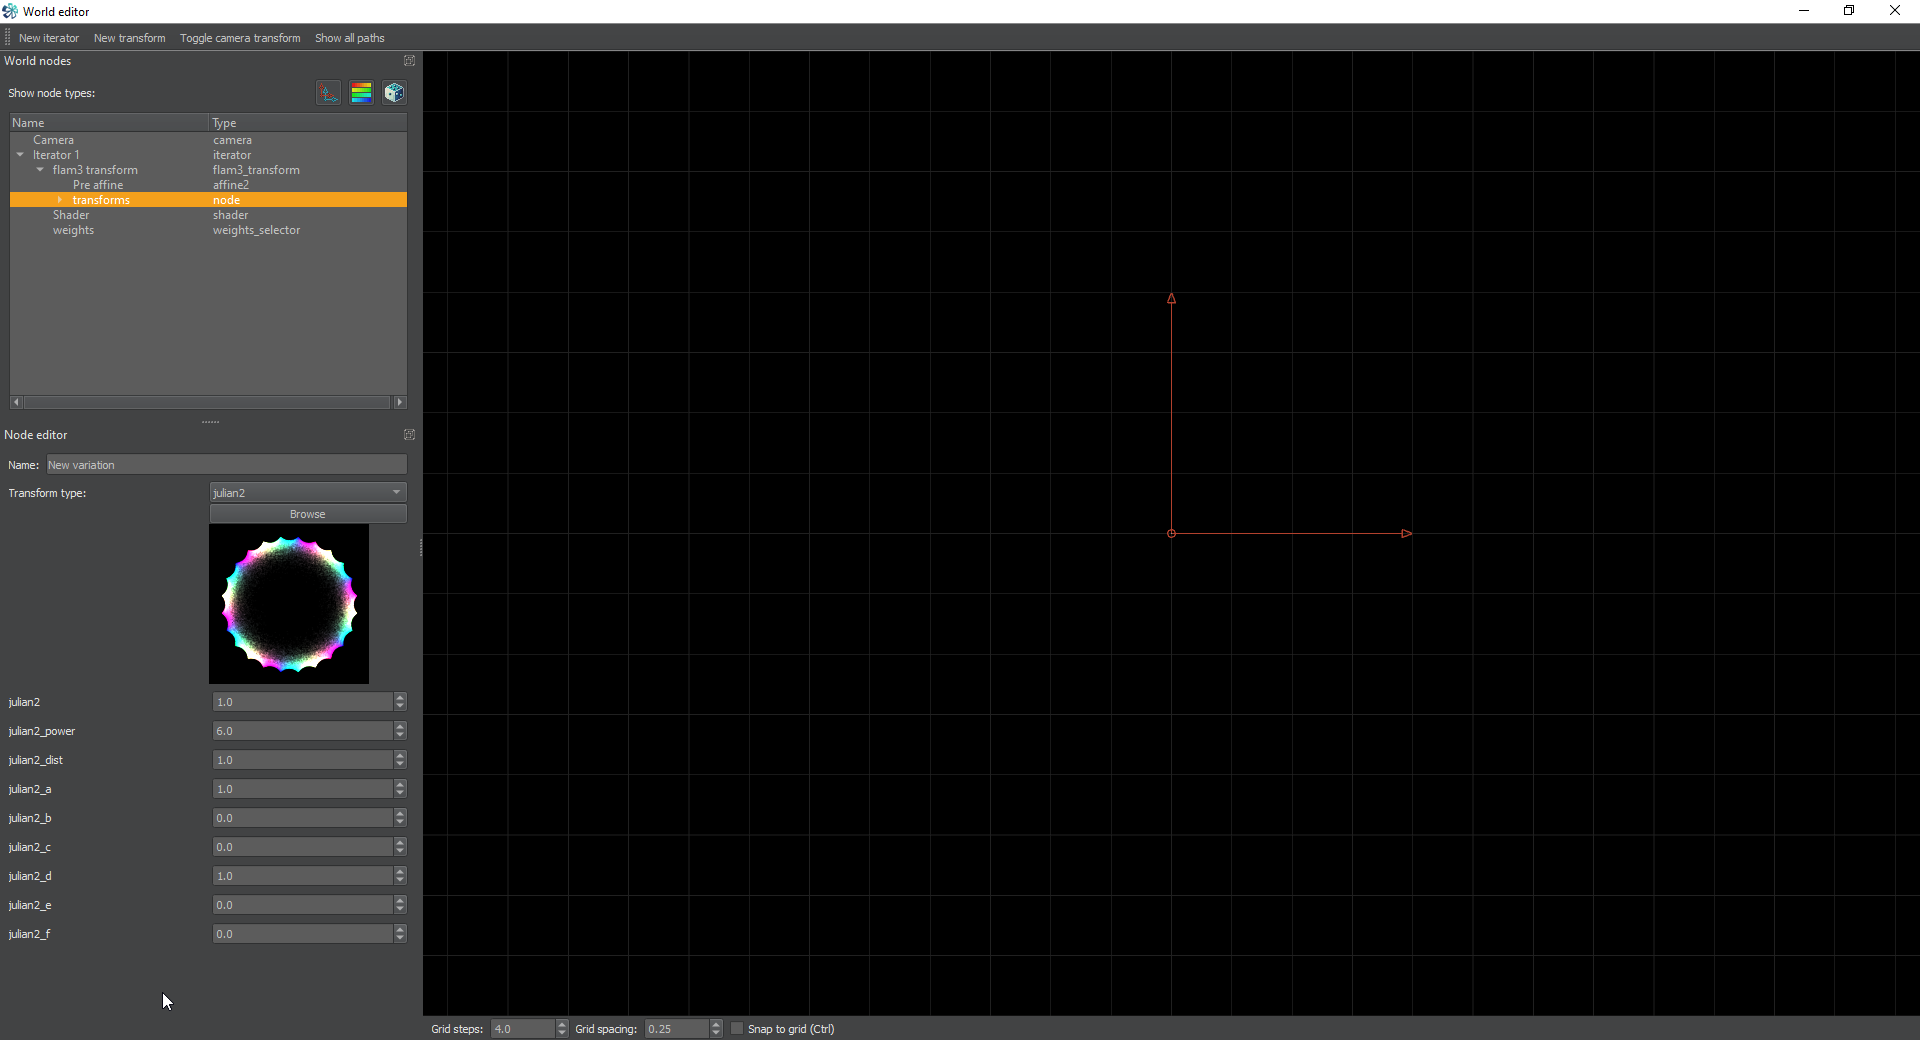 World editor
New iterator New transform Toggle camera transform Show all paths
World nodes
Show node types:
Name Type
Camera camera
Iterator 1 iterator
flam3 transform flam3_transform
Pre affine affine2
transforms node
Shader shader
weights weights_selector
Node editor
Name: New variation
Transform type: julian2
Browse
julian2 1.0
julian2_power 6.0
julian2_dist 1.0
julian2_a 1.0
julian2_b 0.0
julian2_c 0.0
julian2_d 1.0
julian2_e 0.0
julian2_f 0.0
Grid steps: 4.0 Grid spacing: 0.25 Snap to grid (Ctrl)